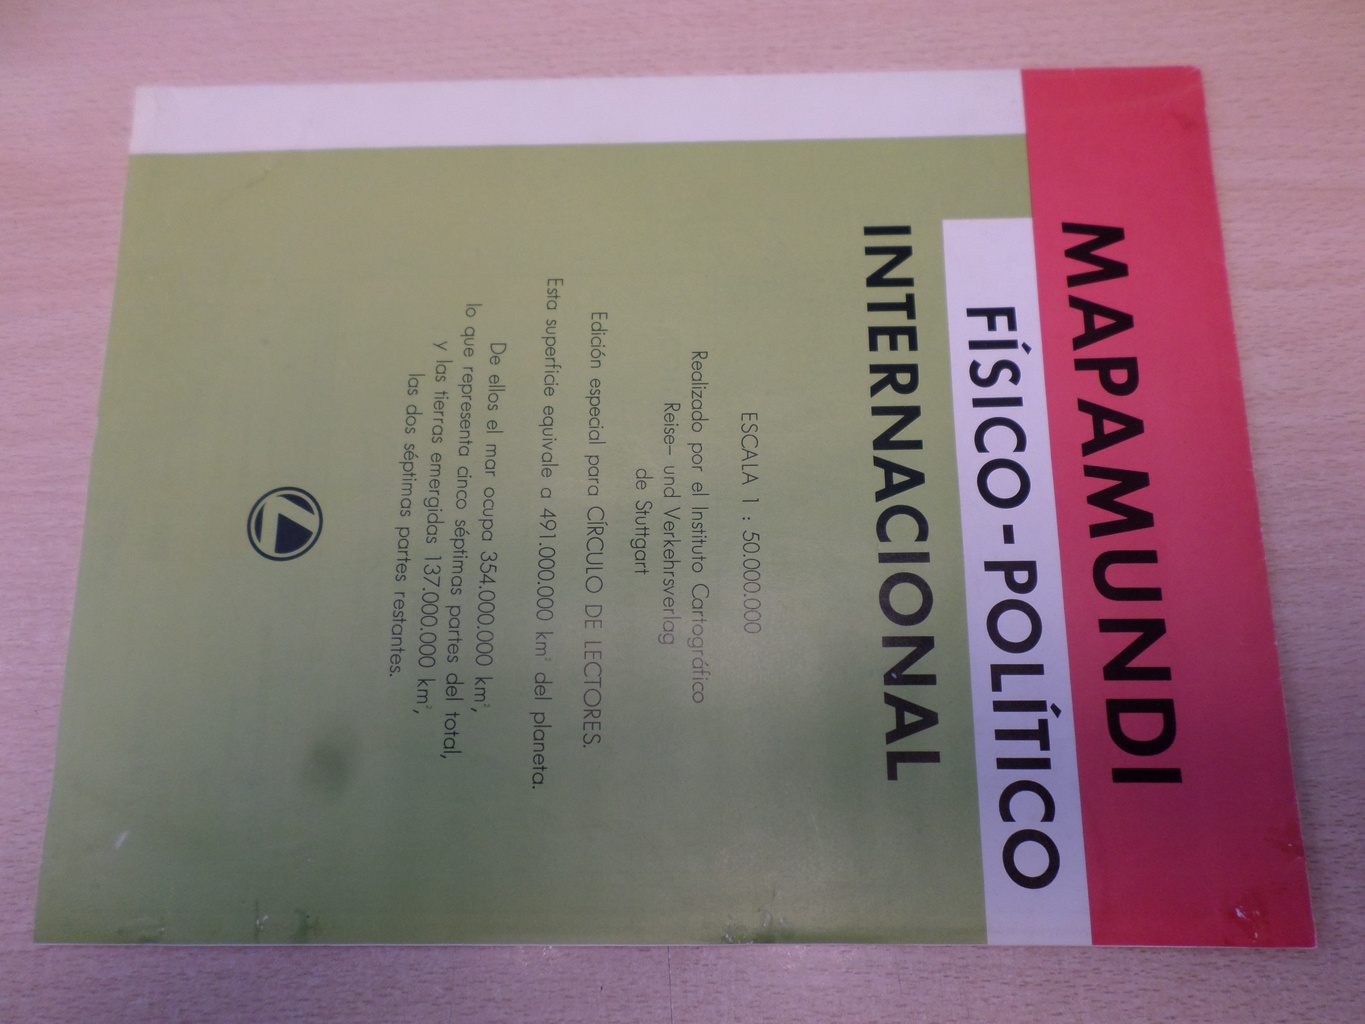 MAPAMUNDI
FÍSICO-POLÍTICO
INTERNACIONAL
ESCALA 1 : 50.000.000
Realizado por el Instituto Cartográfico
Reise- und Verkehrsverlag
de Stuttgart
Edición especial para CÍRCULO DE LECTORES.
Esta superficie equivale a 491.000.000 km² del planeta.
De ellos el mar ocupa 354.000.000 km²,
lo que representa cinco séptimas partes del total,
y las tierras emergidas 137.000.000 km²,
las dos séptimas partes restantes.